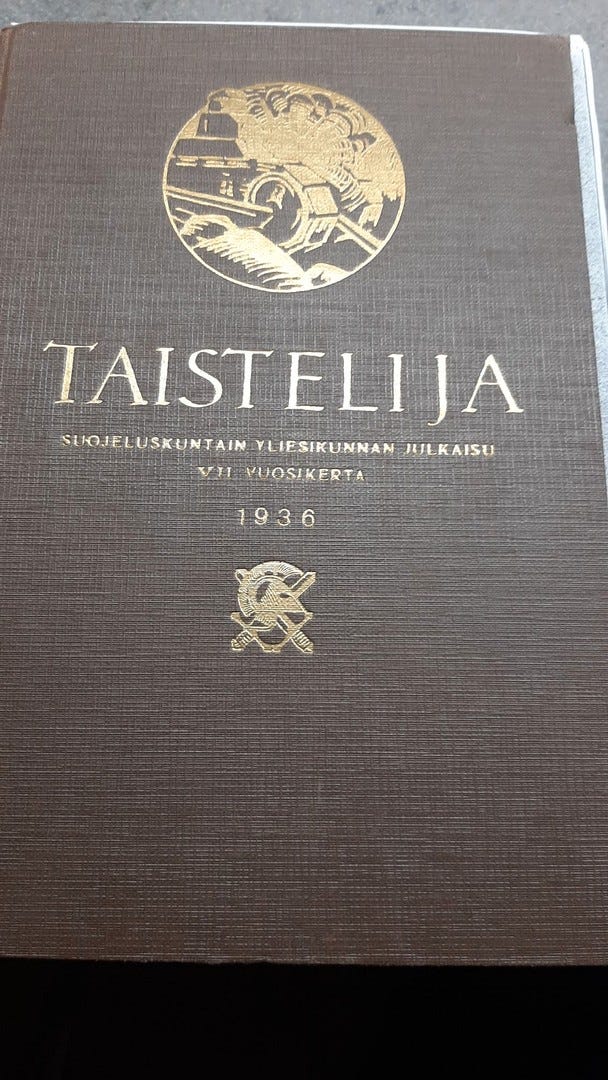 TAISTELIJA
SUOJELUSKUNTAIN YLIESIKUNNAN JULKAISU
VII VUOSIKERTA
1936